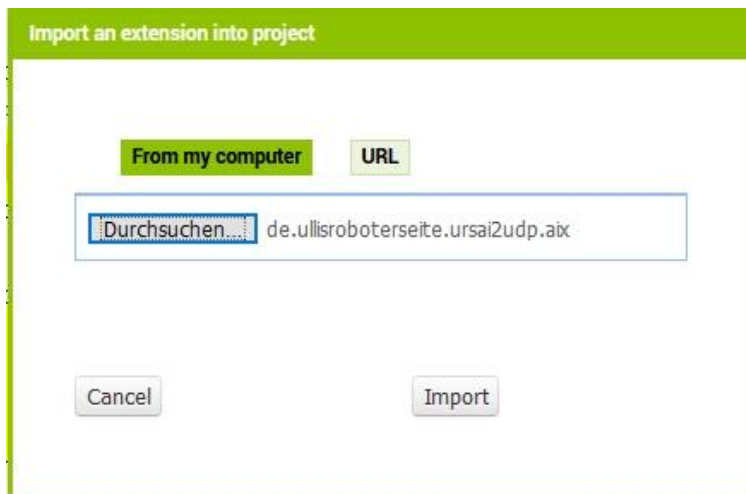 Import an extension into project
From my computer URL
Durchsuchen... de.ullisroboterseite.ursai2udp.aix
Cancel Import